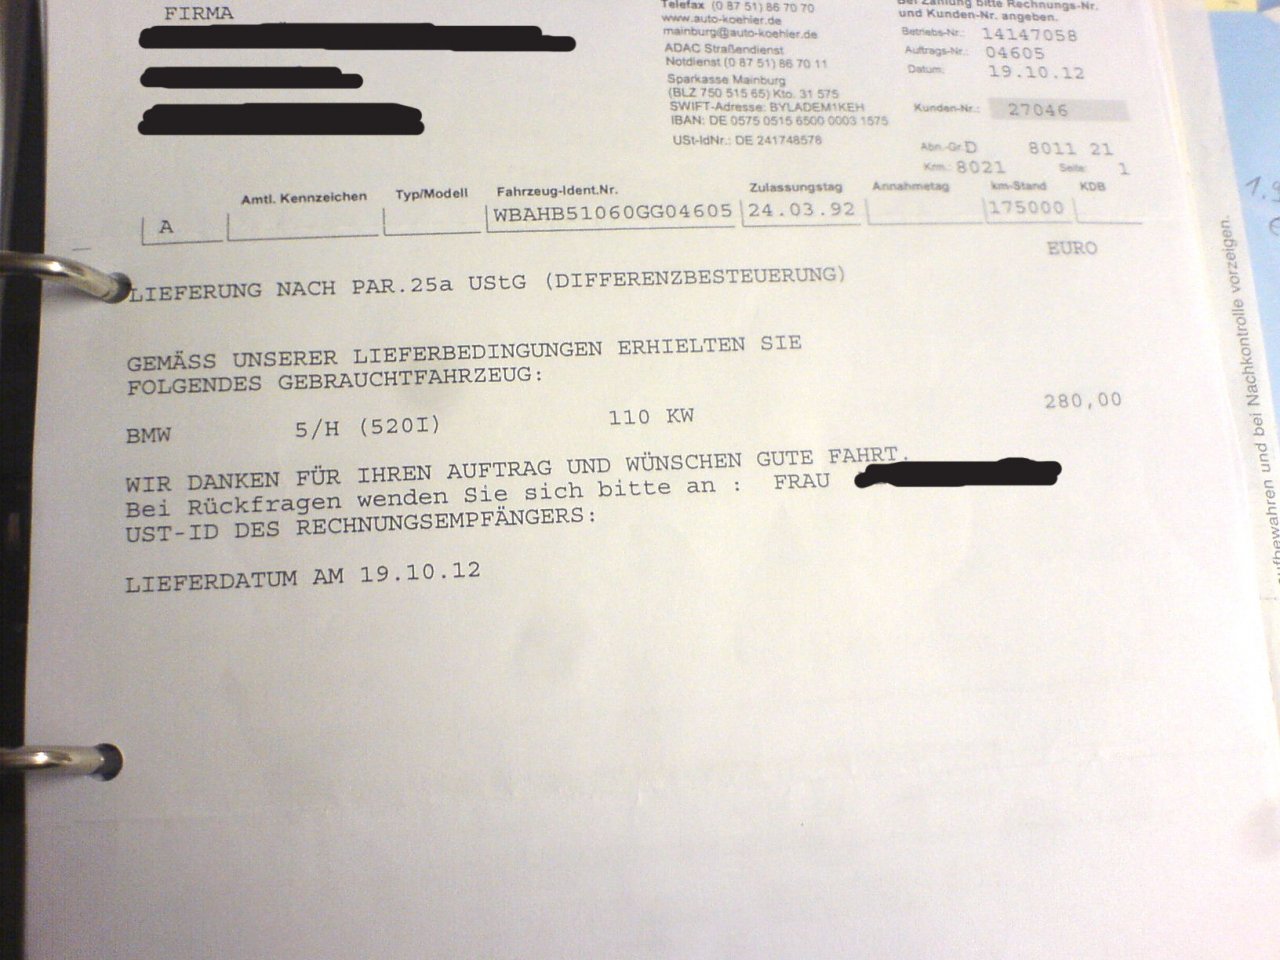 FIRMA
Telefax (0 87 51) 86 70 70
www.auto-koehler.de
mainburg@auto-koehler.de
ADAC Straßendienst
Notdienst (0 87 51) 86 70 11
Sparkasse Mainburg
(BLZ 750 515 65) Kto. 31 575
SWIFT-Adresse: BYLADEM1KEH
IBAN: DE 0575 0515 6500 0003 1575
USt-IdNr.: DE 241748576
Bei Zahlung bitte Rechnungs-Nr.
und Kunden-Nr. angeben.
Betriebs-Nr.: 14147058
Auftrags-Nr.: 04605
Datum: 19.10.12
Kunden-Nr.: 27046
Abn.-Gr. D 8011 21
Knr.: 8021 Seite: 1
Amtl. Kennzeichen Typ/Modell Fahrzeug-Ident.Nr. Zulassungstag Annahmetag km-Stand KDB
A WBAHB51060GG04605 24.03.92 175000
EURO
LIEFERUNG NACH PAR.25a UStG (DIFFERENZBESTEUERUNG)
GEMÄSS UNSERER LIEFERBEDINGUNGEN ERHIELTEN SIE
FOLGENDES GEBRAUCHTFAHRZEUG:
BMW 5/H (520I) 110 KW 280,00
WIR DANKEN FÜR IHREN AUFTRAG UND WÜNSCHEN GUTE FAHRT.
Bei Rückfragen wenden Sie sich bitte an : FRAU
UST-ID DES RECHNUNGSEMPFÄNGERS:
LIEFERDATUM AM 19.10.12
aufbewahren und bei Nachkontrolle vorzeigen.